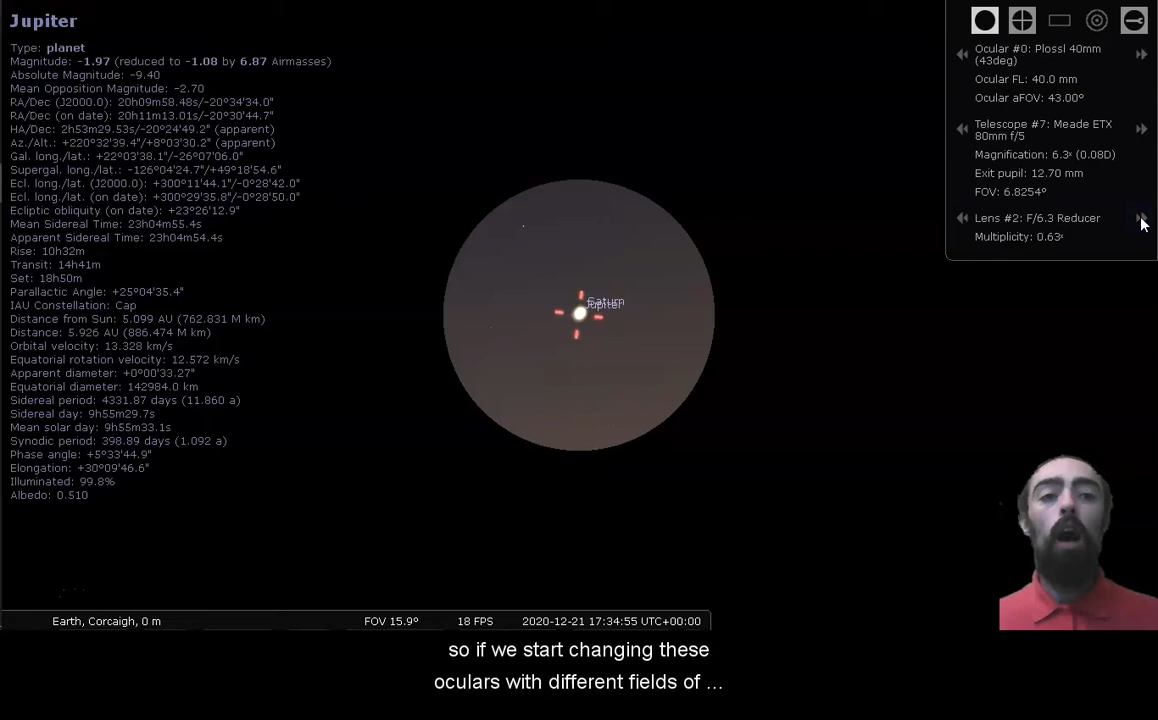 Jupiter
Type: planet
Magnitude: -1.97 (reduced to -1.08 by 6.87 Airmasses)
Absolute Magnitude: -9.40
Mean Opposition Magnitude: -2.70
RA/Dec (J2000.0): 20h09m58.48s/-20°34'34.0"
RA/Dec (on date): 20h11m13.01s/-20°30'44.7"
HA/Dec: 2h53m29.53s/-20°24'49.2" (apparent)
Az./Alt.: +220°32'39.4"/+8°03'30.2" (apparent)
Gal. long./lat.: +22°03'38.1"/-26°07'06.0"
Supergal. long./lat.: -126°04'24.7"/+49°18'54.6"
Ecl. long./lat. (J2000.0): +300°11'44.1"/-0°28'42.0"
Ecl. long./lat. (on date): +300°29'35.8"/-0°28'50.0"
Ecliptic obliquity (on date): +23°26'12.9"
Mean Sidereal Time: 23h04m55.4s
Apparent Sidereal Time: 23h04m54.4s
Rise: 10h32m
Transit: 14h41m
Set: 18h50m
Parallactic Angle: +25°04'35.4"
IAU Constellation: Cap
Distance from Sun: 5.099 AU (762.831 M km)
Distance: 5.926 AU (886.474 M km)
Orbital velocity: 13.328 km/s
Equatorial rotation velocity: 12.572 km/s
Apparent diameter: +0°00'33.27"
Equatorial diameter: 142984.0 km
Sidereal period: 4331.87 days (11.860 a)
Sidereal day: 9h55m29.7s
Mean solar day: 9h55m33.1s
Synodic period: 398.89 days (1.092 a)
Phase angle: +5°33'44.9"
Elongation: +30°09'46.6"
Illuminated: 99.8%
Albedo: 0.510
Saturn
Jupiter
Ocular #0: Plossl 40mm
(43deg)
Ocular FL: 40.0 mm
Ocular aFOV: 43.00°
Telescope #7: Meade ETX
80mm f/5
Magnification: 6.3ˣ (0.08D)
Exit pupil: 12.70 mm
FOV: 6.8254°
Lens #2: F/6.3 Reducer
Multiplicity: 0.63ˣ
Earth, Corcaigh, 0 m FOV 15.9° 18 FPS 2020-12-21 17:34:55 UTC+00:00
so if we start changing these
oculars with different fields of ...